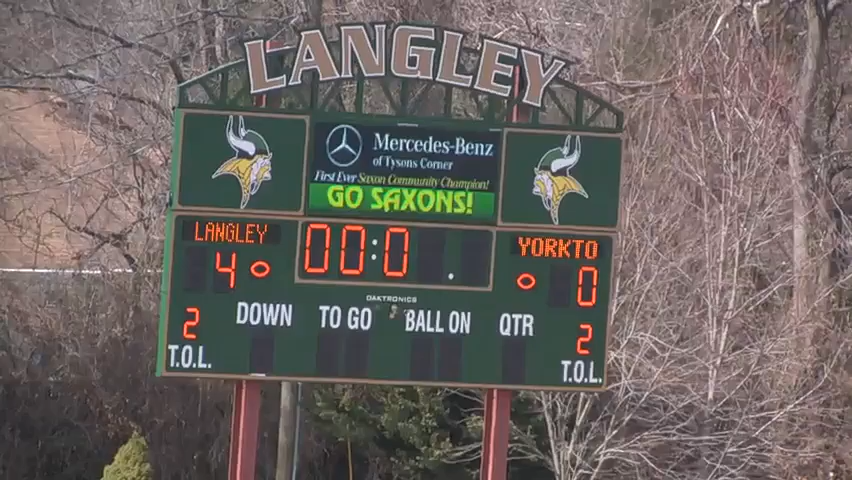 LANGLEY
Mercedes-Benz
of Tysons Corner
First Ever Saxon Community Champion!
GO SAXONS!
LANGLEY
00:0 .
YORKTO
4
0
2
DAKTRONICS
2
DOWN
TO GO
BALL ON
QTR
T.O.L.
T.O.L.